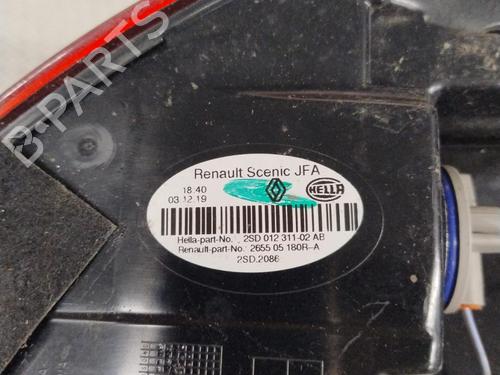 B-PARTS
Renault Scenic JFA
18:40
03.12.19
HELLA
Hella-part-No.: 2SD 012 311-02 AB
Renault-part-No.: 2655 05 180R-A
2SD.2086